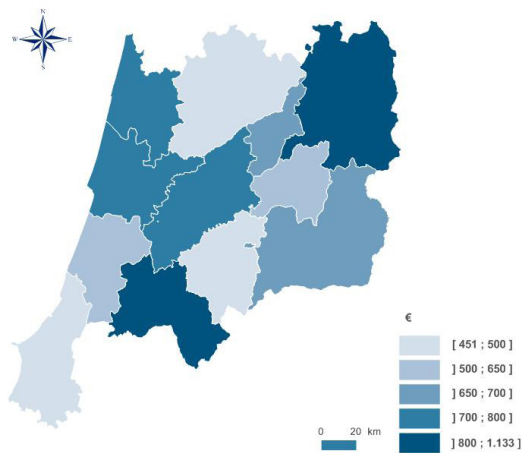 N
W E
S
€
[ 451 ; 500 ]
] 500 ; 650 ]
] 650 ; 700 ]
] 700 ; 800 ]
] 800 ; 1.133 ]
0 20 km